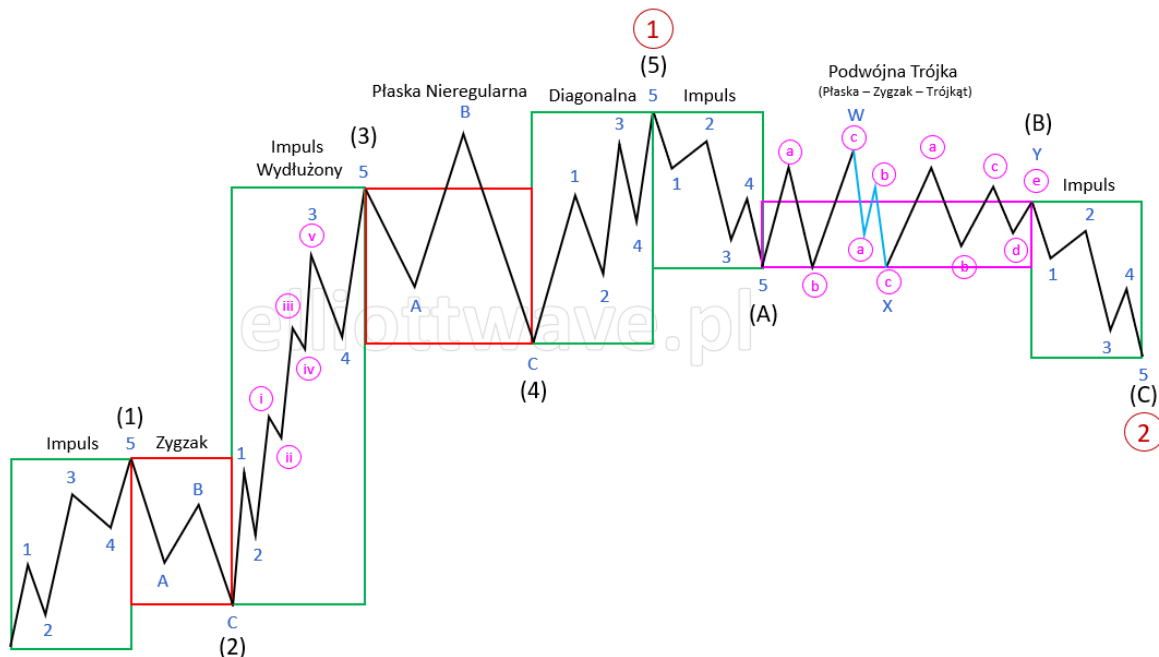 1
(5)
Płaska Nieregularna
B
Diagonalna
5
Impuls
Podwójna Trójka
(Płaska – Zygzak – Trójkąt)
W
(B)
Impuls
Wydłużony
(3)
5
3
2
a
c
b
a
c
Y
e
Impuls
3
v
1
1
4
2
4
iii
iv
A
2
4
3
5
(A)
b
a
c
X
b
d
1
4
3
5
(C)
2
elliottwave.pl
4
C
(4)
i
ii
(1)
Impuls
5
Zygzak
1
3
B
4
2
1
A
2
C
(2)